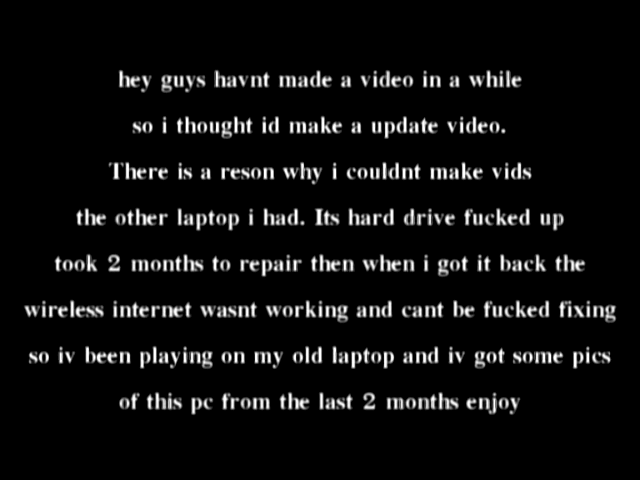 hey guys havnt made a video in a while
so i thought id make a update video.
There is a reson why i couldnt make vids
the other laptop i had. Its hard drive fucked up
took 2 months to repair then when i got it back the
wireless internet wasnt working and cant be fucked fixing
so iv been playing on my old laptop and iv got some pics
of this pc from the last 2 months enjoy